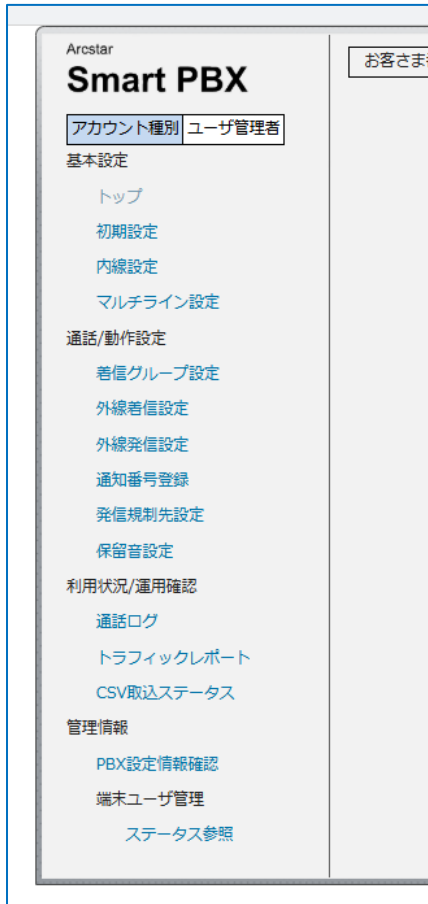 Arcstar
Smart PBX
お客さま
アカウント種別 ユーザ管理者
基本設定
トップ
初期設定
内線設定
マルチライン設定
通話/動作設定
着信グループ設定
外線着信設定
外線発信設定
通知番号登録
発信規制先設定
保留音設定
利用状況/運用確認
通話ログ
トラフィックレポート
CSV取込ステータス
管理情報
PBX設定情報確認
端末ユーザ管理
ステータス参照